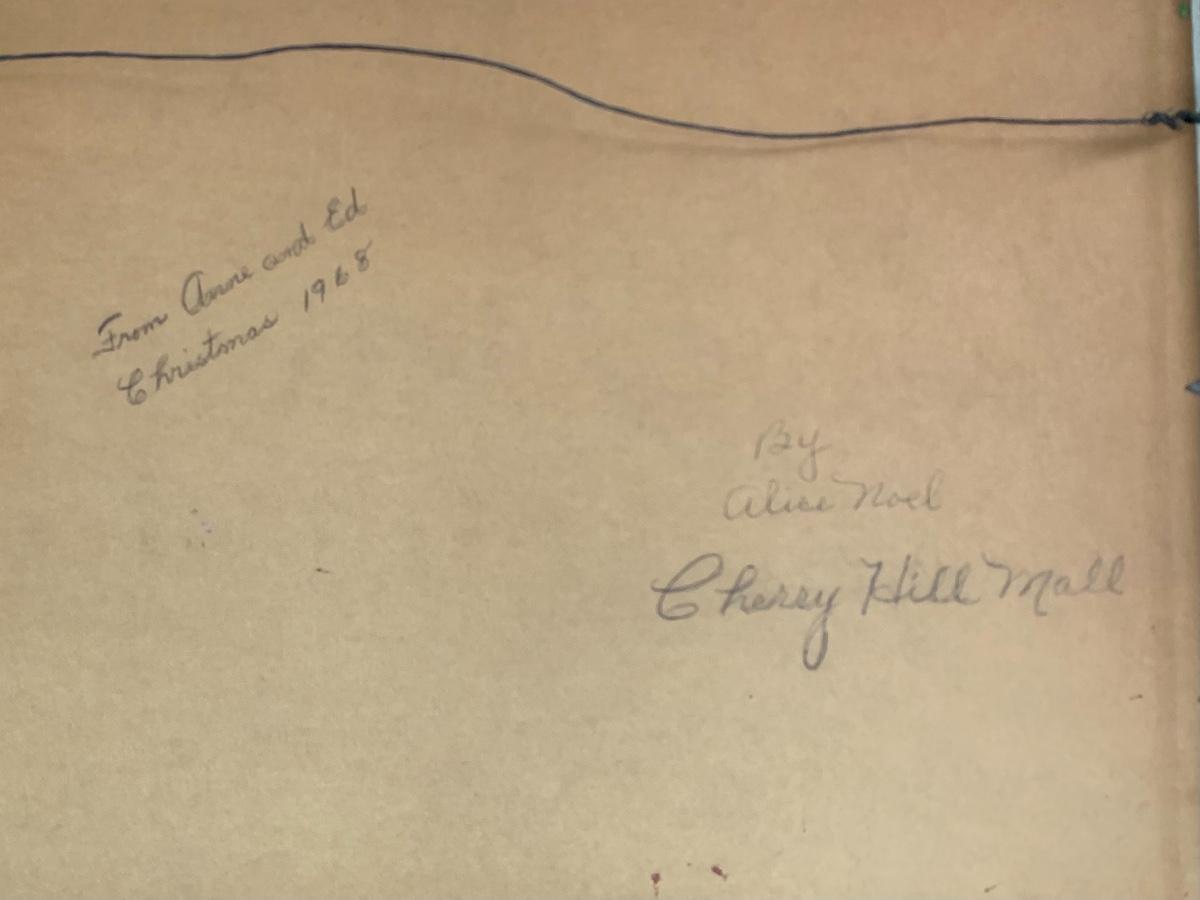 From Anne and Ed
Christmas 1968
By
Alice Noel
Cherry Hill Mall